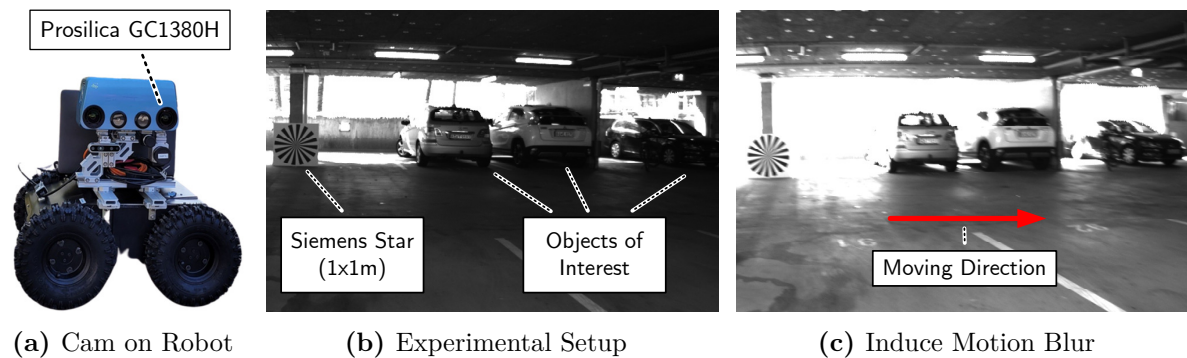 Prosilica GC1380H
Siemens Star
(1x1m)
Objects of
Interest
Moving Direction
(a) Cam on Robot
(b) Experimental Setup
(c) Induce Motion Blur